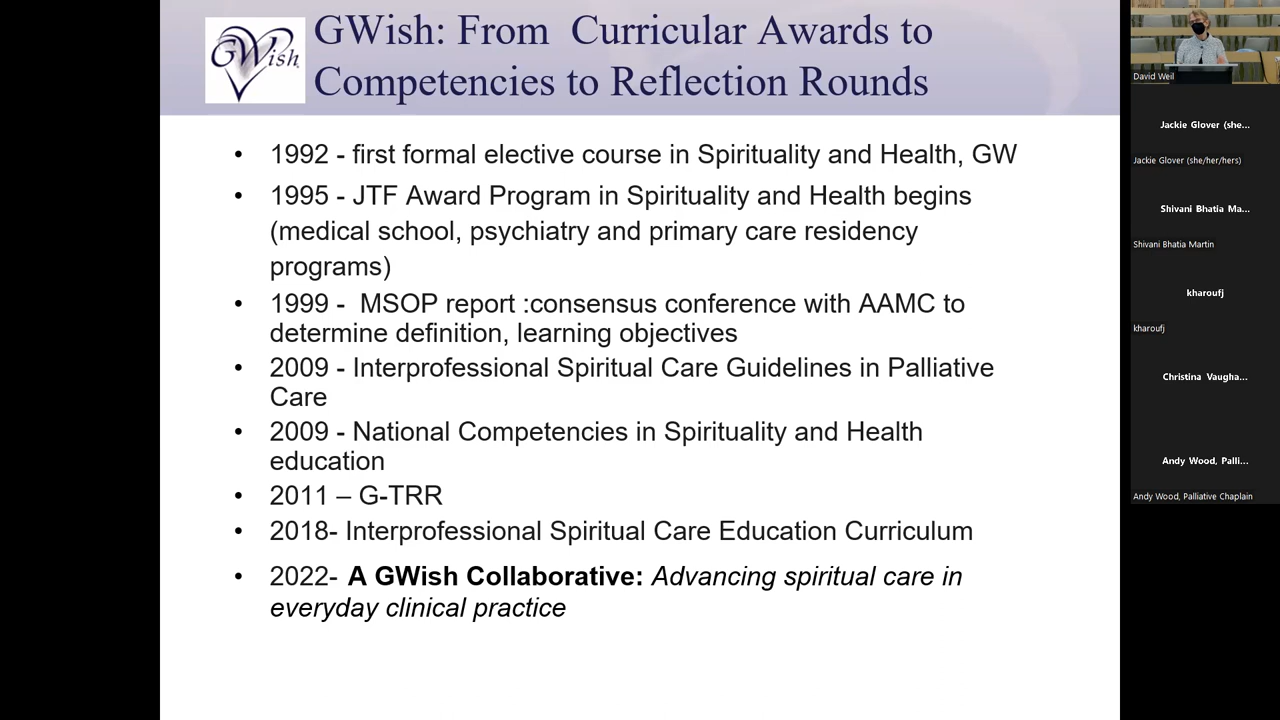 GWish
GWish: From Curricular Awards to
Competencies to Reflection Rounds
• 1992 - first formal elective course in Spirituality and Health, GW
• 1995 - JTF Award Program in Spirituality and Health begins
(medical school, psychiatry and primary care residency
programs)
• 1999 - MSOP report :consensus conference with AAMC to
determine definition, learning objectives
• 2009 - Interprofessional Spiritual Care Guidelines in Palliative
Care
• 2009 - National Competencies in Spirituality and Health
education
• 2011 – G-TRR
• 2018- Interprofessional Spiritual Care Education Curriculum
• 2022- A GWish Collaborative: Advancing spiritual care in
everyday clinical practice
David Weil
Jackie Glover (she...
Jackie Glover (she/her/hers)
Shivani Bhatia Ma...
Shivani Bhatia Martin
kharoufj
kharoufj
Christina Vaugha...
Andy Wood, Palli...
Andy Wood, Palliative Chaplain